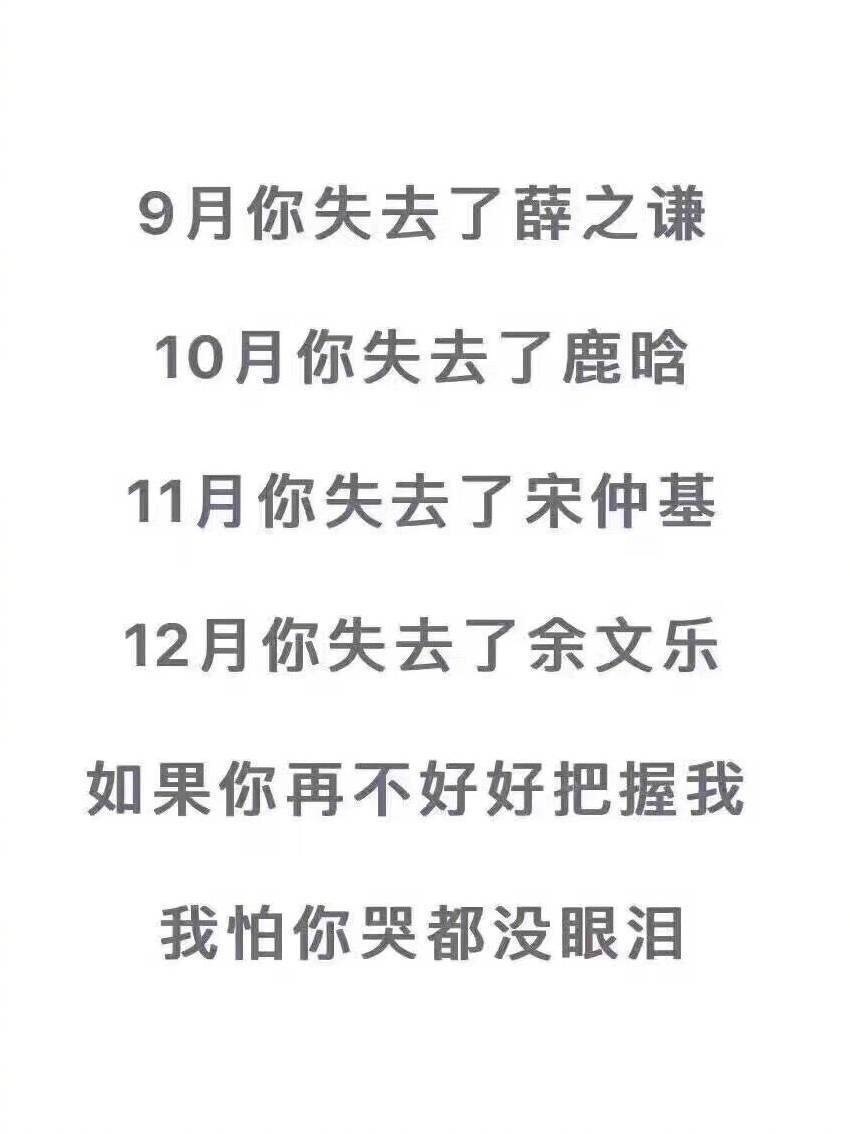 9月你失去了薛之谦
10月你失去了鹿晗
11月你失去了宋仲基
12月你失去了余文乐
如果你再不好好把握我
我怕你哭都没眼泪